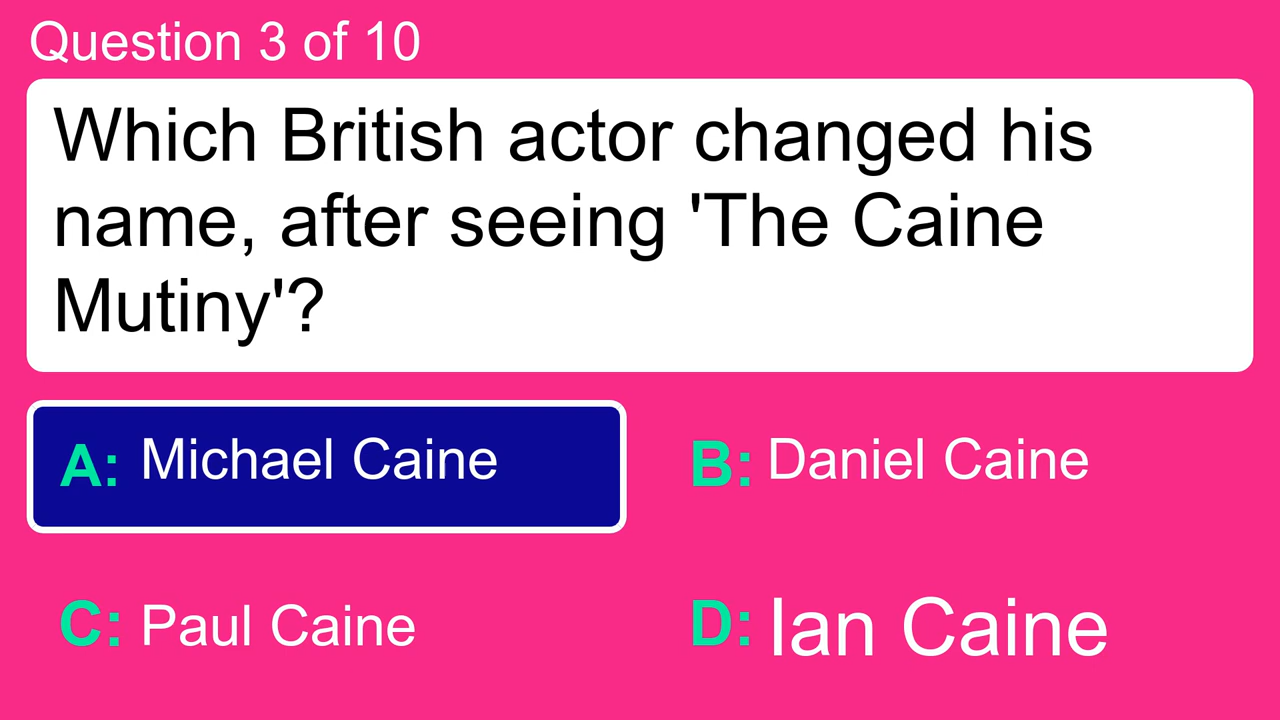 Question 3 of 10
Which British actor changed his
name, after seeing 'The Caine
Mutiny'?
A: Michael Caine
B: Daniel Caine
C: Paul Caine
D: Ian Caine